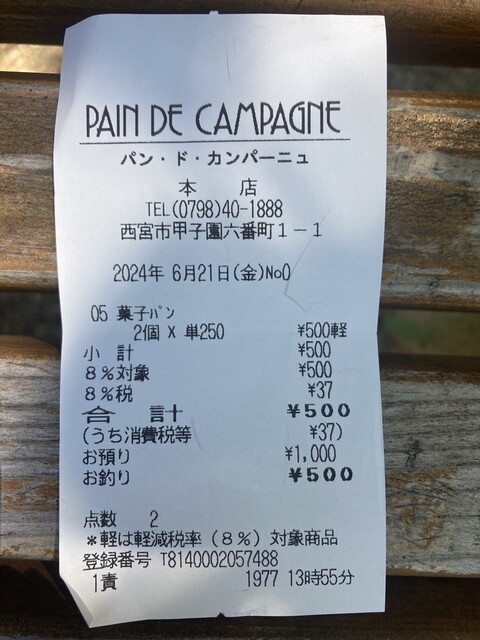 PAIN DE CAMPAGNE
パン・ド・カンパーニュ
本 店
TEL(0798)40-1888
西宮市甲子園六番町1-1
2024年 6月21日(金)No0
05 菓子パン
2個 X 単250 ¥500軽
小 計 ¥500
8%対象 ¥500
8%税 ¥37
合 計 ¥500
(うち消費税等 ¥37)
お預り ¥1,000
お釣り ¥500
点数 2
*軽は軽減税率(8%)対象商品
登録番号 T8140002057488
1責 1977 13時55分